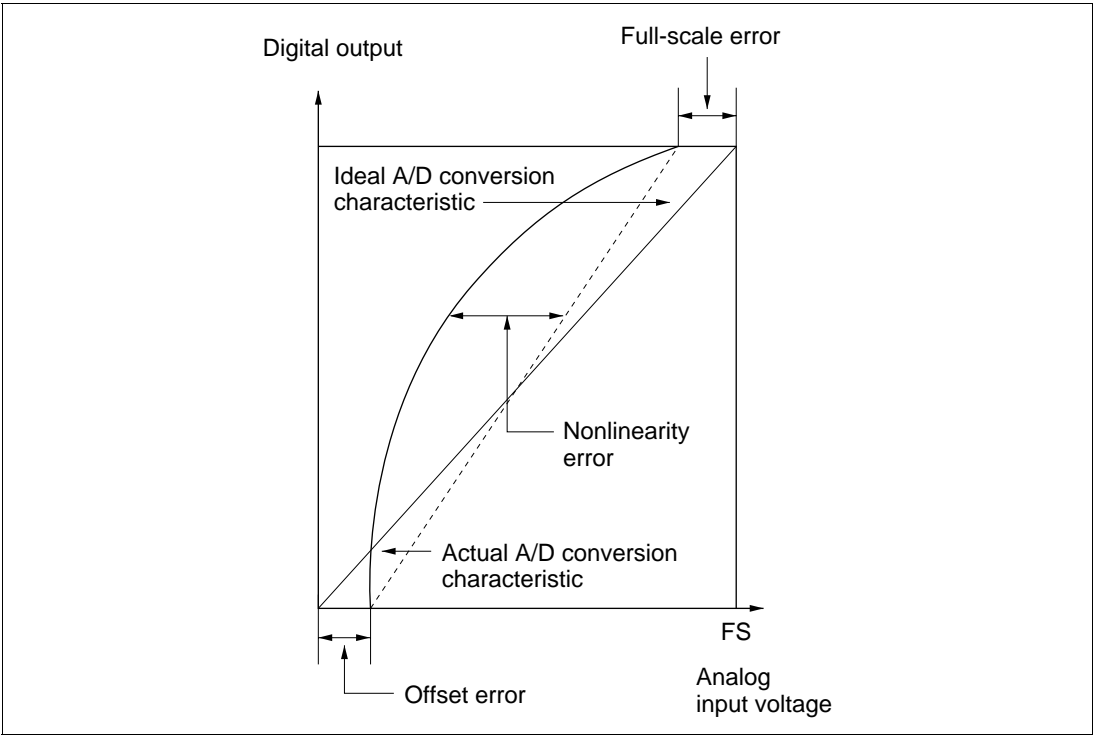 Full-scale error
Digital output
Ideal A/D conversion
characteristic
Nonlinearity
error
Actual A/D conversion
characteristic
FS
Offset error
Analog
input voltage